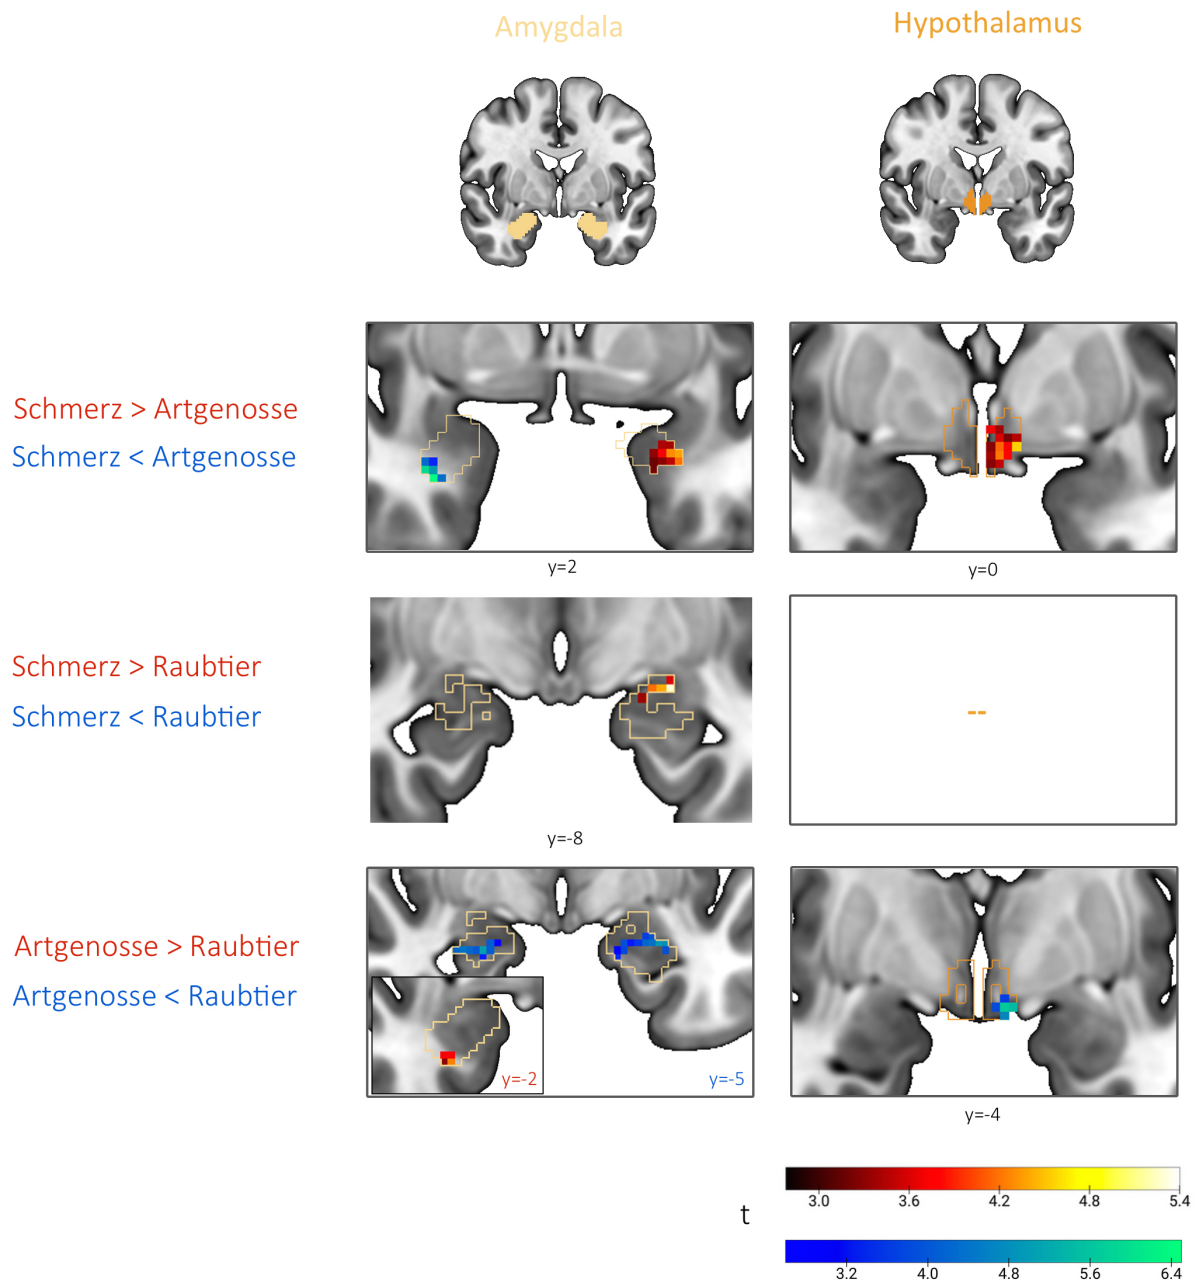 Amygdala
Hypothalamus
Schmerz > Artgenosse
Schmerz < Artgenosse
y=2
y=0
Schmerz > Raubtier
Schmerz < Raubtier
--
y=-8
Artgenosse > Raubtier
Artgenosse < Raubtier
y=-2
y=-5
y=-4
t
3.0 3.6 4.2 4.8 5.4
3.2 4.0 4.8 5.6 6.4